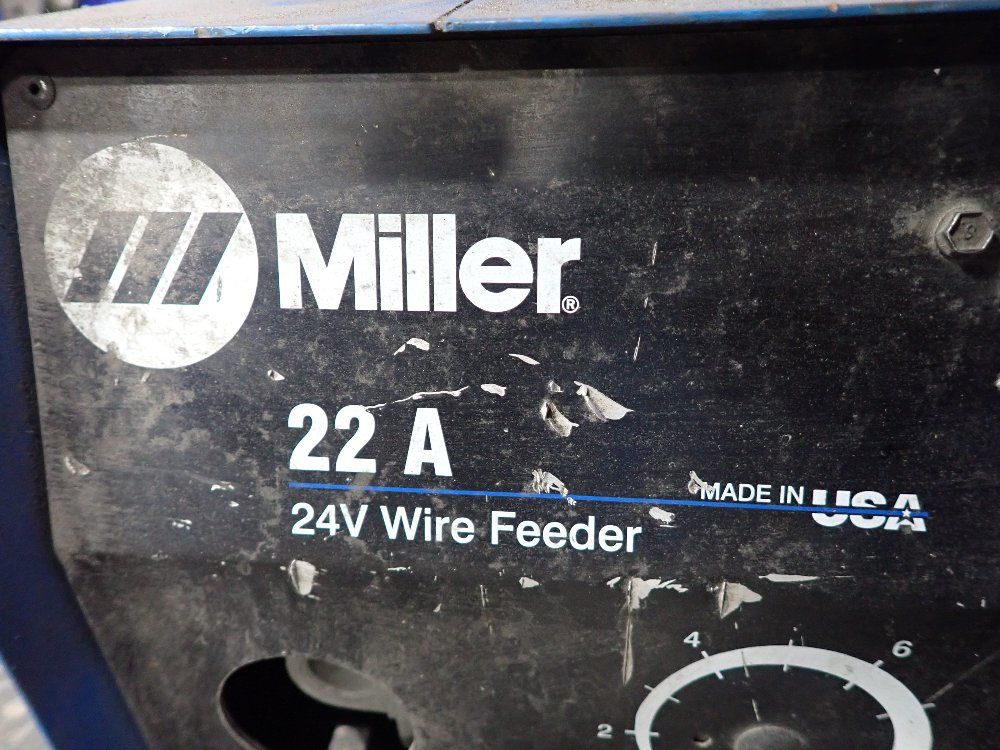 Miller®
22 A
MADE IN USA
24V Wire Feeder
4
6
2